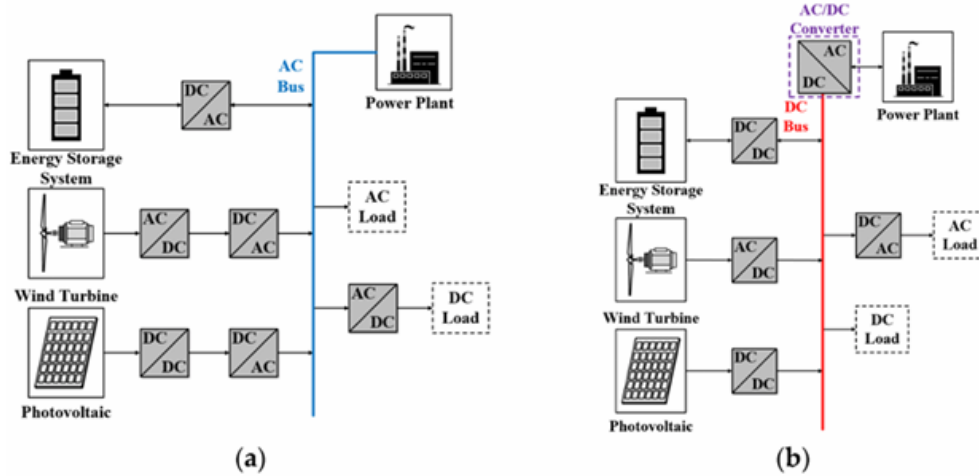 AC
Bus
DC
AC
Power Plant
Energy Storage
System
AC
Load
AC
DC
DC
AC
Wind Turbine
AC
DC
DC
Load
DC
DC
DC
AC
Photovoltaic
(a)
AC/DC
Converter
AC
DC
Power Plant
DC
Bus
DC
DC
Energy Storage
System
DC
AC
AC
Load
AC
DC
Wind Turbine
DC
Load
DC
DC
Photovoltaic
(b)